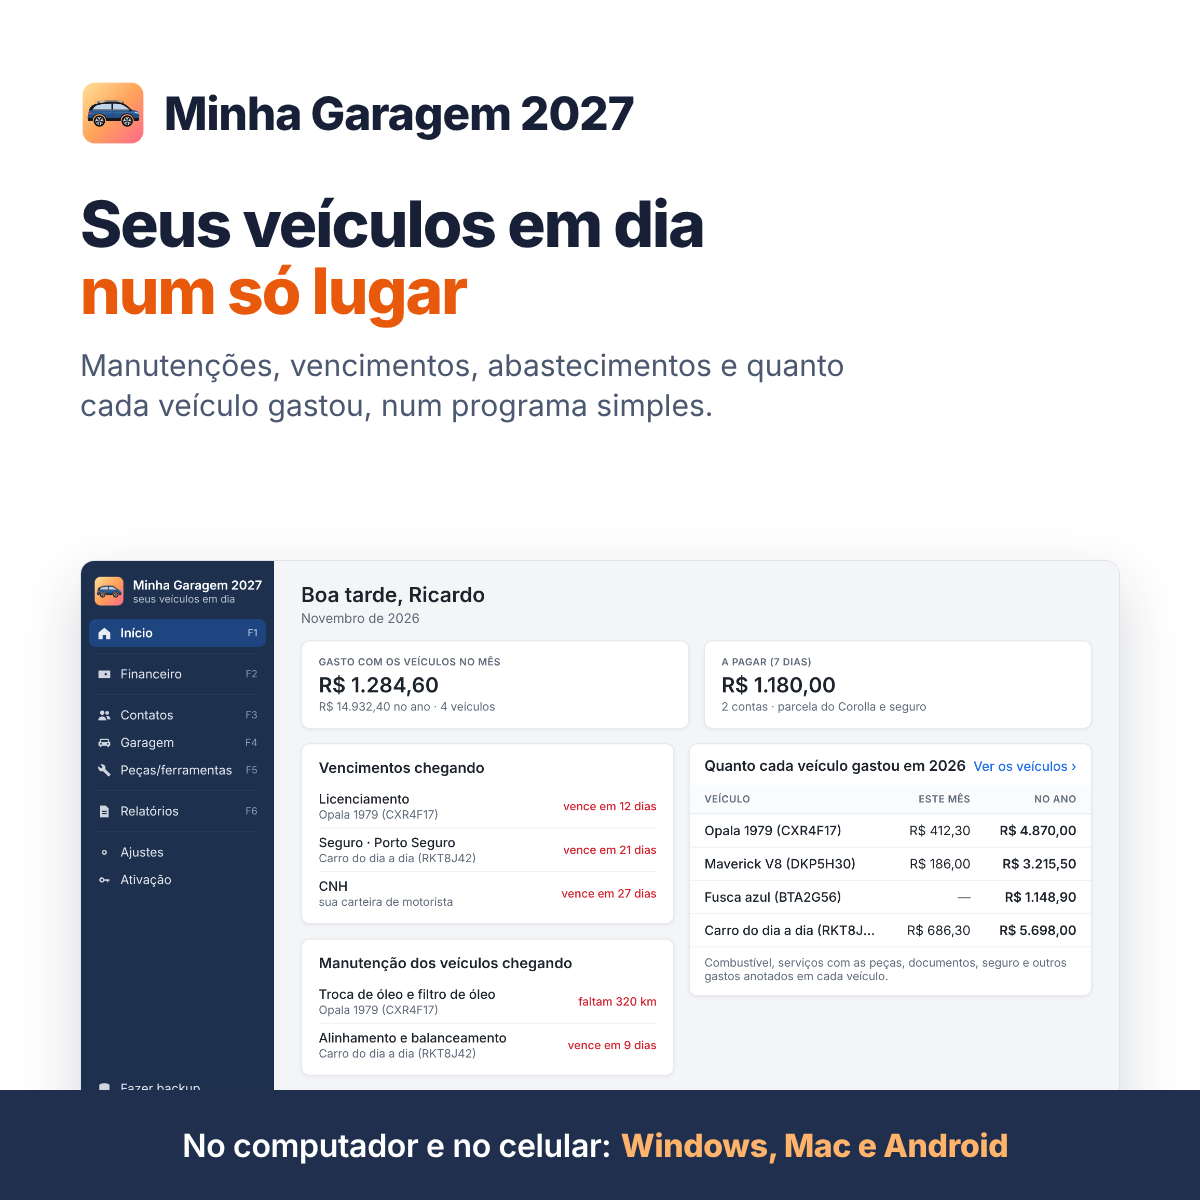 Minha Garagem 2027
Seus veículos em dia
num só lugar
Manutenções, vencimentos, abastecimentos e quanto
cada veículo gastou, num programa simples.
Minha Garagem 2027
seus veículos em dia
Início F1
Financeiro F2
Contatos F3
Garagem F4
Peças/ferramentas F5
Relatórios F6
Ajustes
Ativação
Fazer backup
Boa tarde, Ricardo
Novembro de 2026
GASTO COM OS VEÍCULOS NO MÊS
R$ 1.284,60
R$ 14.932,40 no ano · 4 veículos
A PAGAR (7 DIAS)
R$ 1.180,00
2 contas · parcela do Corolla e seguro
Vencimentos chegando
Licenciamento
Opala 1979 (CXR4F17)
vence em 12 dias
Seguro · Porto Seguro
Carro do dia a dia (RKT8J42)
vence em 21 dias
CNH
sua carteira de motorista
vence em 27 dias
Manutenção dos veículos chegando
Troca de óleo e filtro de óleo
Opala 1979 (CXR4F17)
faltam 320 km
Alinhamento e balanceamento
Carro do dia a dia (RKT8J42)
vence em 9 dias
Quanto cada veículo gastou em 2026 Ver os veículos ›
VEÍCULO ESTE MÊS NO ANO
Opala 1979 (CXR4F17) R$ 412,30 R$ 4.870,00
Maverick V8 (DKP5H30) R$ 186,00 R$ 3.215,50
Fusca azul (BTA2G56) — R$ 1.148,90
Carro do dia a dia (RKT8J... R$ 686,30 R$ 5.698,00
Combustível, serviços com as peças, documentos, seguro e outros
gastos anotados em cada veículo.
No computador e no celular: Windows, Mac e Android